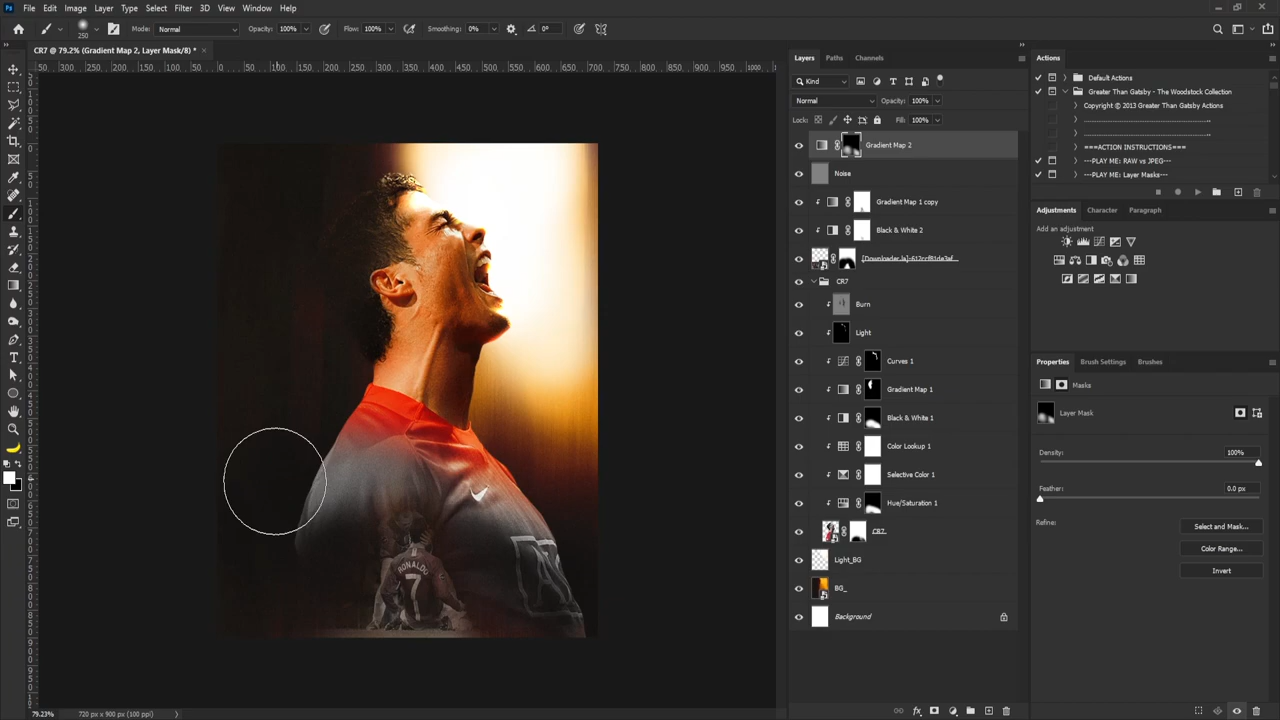 Ps File Edit Image Layer Type Select Filter 3D View Window Help
250 Mode: Normal Opacity: 100% Flow: 100% Smoothing: 0% 0°
CR7 @ 79.2% (Gradient Map 2, Layer Mask/8) * ×
Layers Paths Channels
Kind
Normal Opacity: 100%
Lock: Fill: 100%
Gradient Map 2
Noise
Gradient Map 1 copy
Black & White 2
CR7
Burn
Light
Curves 1
Gradient Map 1
Black & White 1
Color Lookup 1
Selective Color 1
Hue/Saturation 1
CR7
Light_BG
BG_
Background
Actions
Default Actions
Greater Than Gatsby - The Woodstock Collection
Copyright © 2013 Greater Than Gatsby Actions
===ACTION INSTRUCTIONS===
---PLAY ME: RAW vs JPEG---
---PLAY ME: Layer Masks---
Adjustments Character Paragraph
Add an adjustment
Properties Brush Settings Brushes
Masks
Layer Mask
Density: 100%
Feather: 0.0 px
Refine: Select and Mask...
Color Range...
Invert
RONALDO
7
79.23% 720 px x 900 px (100 ppi)